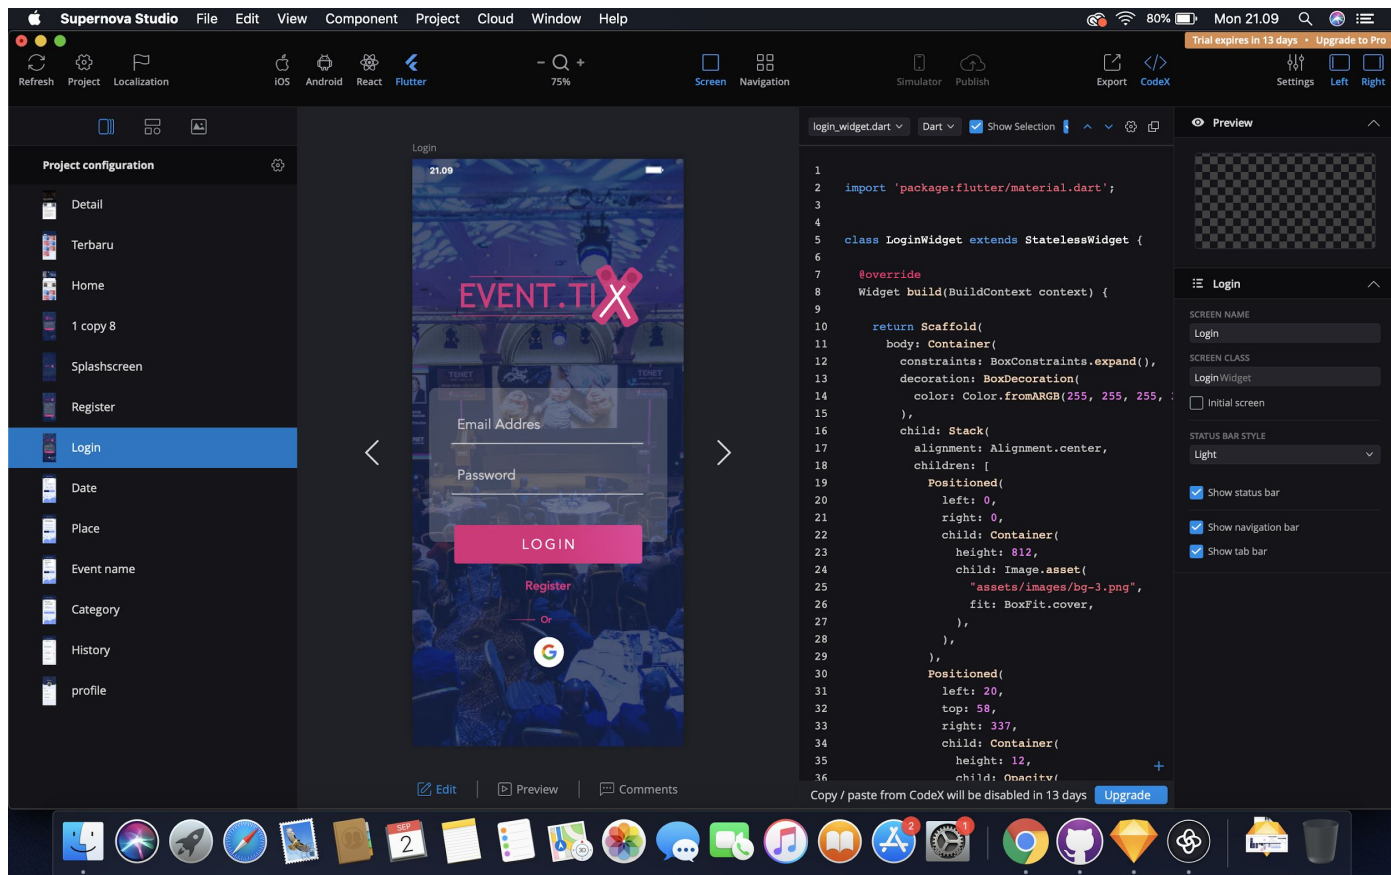 Supernova Studio File Edit View Component Project Cloud Window Help 80% Mon 21.09
Trial expires in 13 days • Upgrade to Pro
Refresh Project Localization iOS Android React Flutter 75% Screen Navigation Simulator Publish Export CodeX Settings Left Right
Project configuration
Detail
Terbaru
Home
1 copy 8
Splashscreen
Register
Login
Date
Place
Event name
Category
History
profile
Login
21.09
EVENT.TIX
TENET
TENET
Email Addres
Password
LOGIN
Register
Or
G
Edit Preview Comments
login_widget.dart Dart Show Selection
1
2 import 'package:flutter/material.dart';
3
4
5 class LoginWidget extends StatelessWidget {
6
7 @override
8 Widget build(BuildContext context) {
9
10 return Scaffold(
11 body: Container(
12 constraints: BoxConstraints.expand(),
13 decoration: BoxDecoration(
14 color: Color.fromARGB(255, 255, 255,
15 ),
16 child: Stack(
17 alignment: Alignment.center,
18 children: [
19 Positioned(
20 left: 0,
21 right: 0,
22 child: Container(
23 height: 812,
24 child: Image.asset(
25 "assets/images/bg-3.png",
26 fit: BoxFit.cover,
27 ),
28 ),
29 ),
30 Positioned(
31 left: 20,
32 top: 58,
33 right: 337,
34 child: Container(
35 height: 12,
36 child: Opacity(
Copy / paste from CodeX will be disabled in 13 days Upgrade
Preview
Login
SCREEN NAME
Login
SCREEN CLASS
LoginWidget
Initial screen
STATUS BAR STYLE
Light
Show status bar
Show navigation bar
Show tab bar
SEP
2
3D
2
1